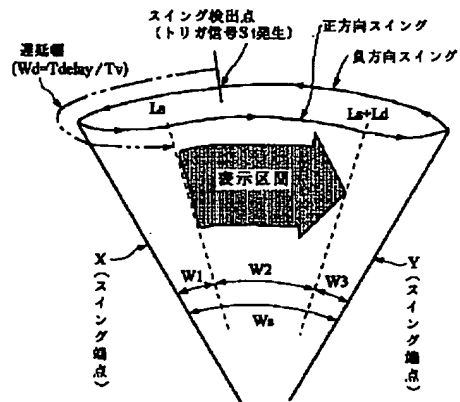 スイング検出点
(トリガ信号St発生)
正方向スイング
負方向スイング
遅延幅
(Wd=Tdelay/Tv)
Ls
Ls+Ld
表示区間
W1
W2
W3
Ws
X(スイング端点)
Y(スイング端点)